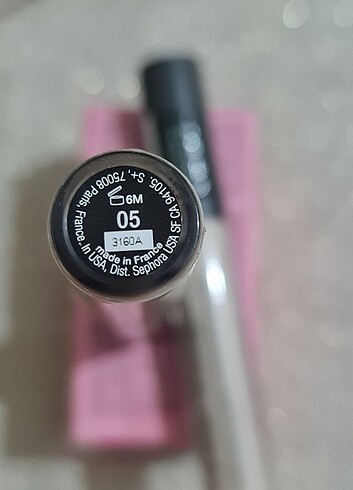 6M
05
3160A
made in France
S+, 75008 Paris, France. In USA, Dist. Sephora USA SF CA 94105.